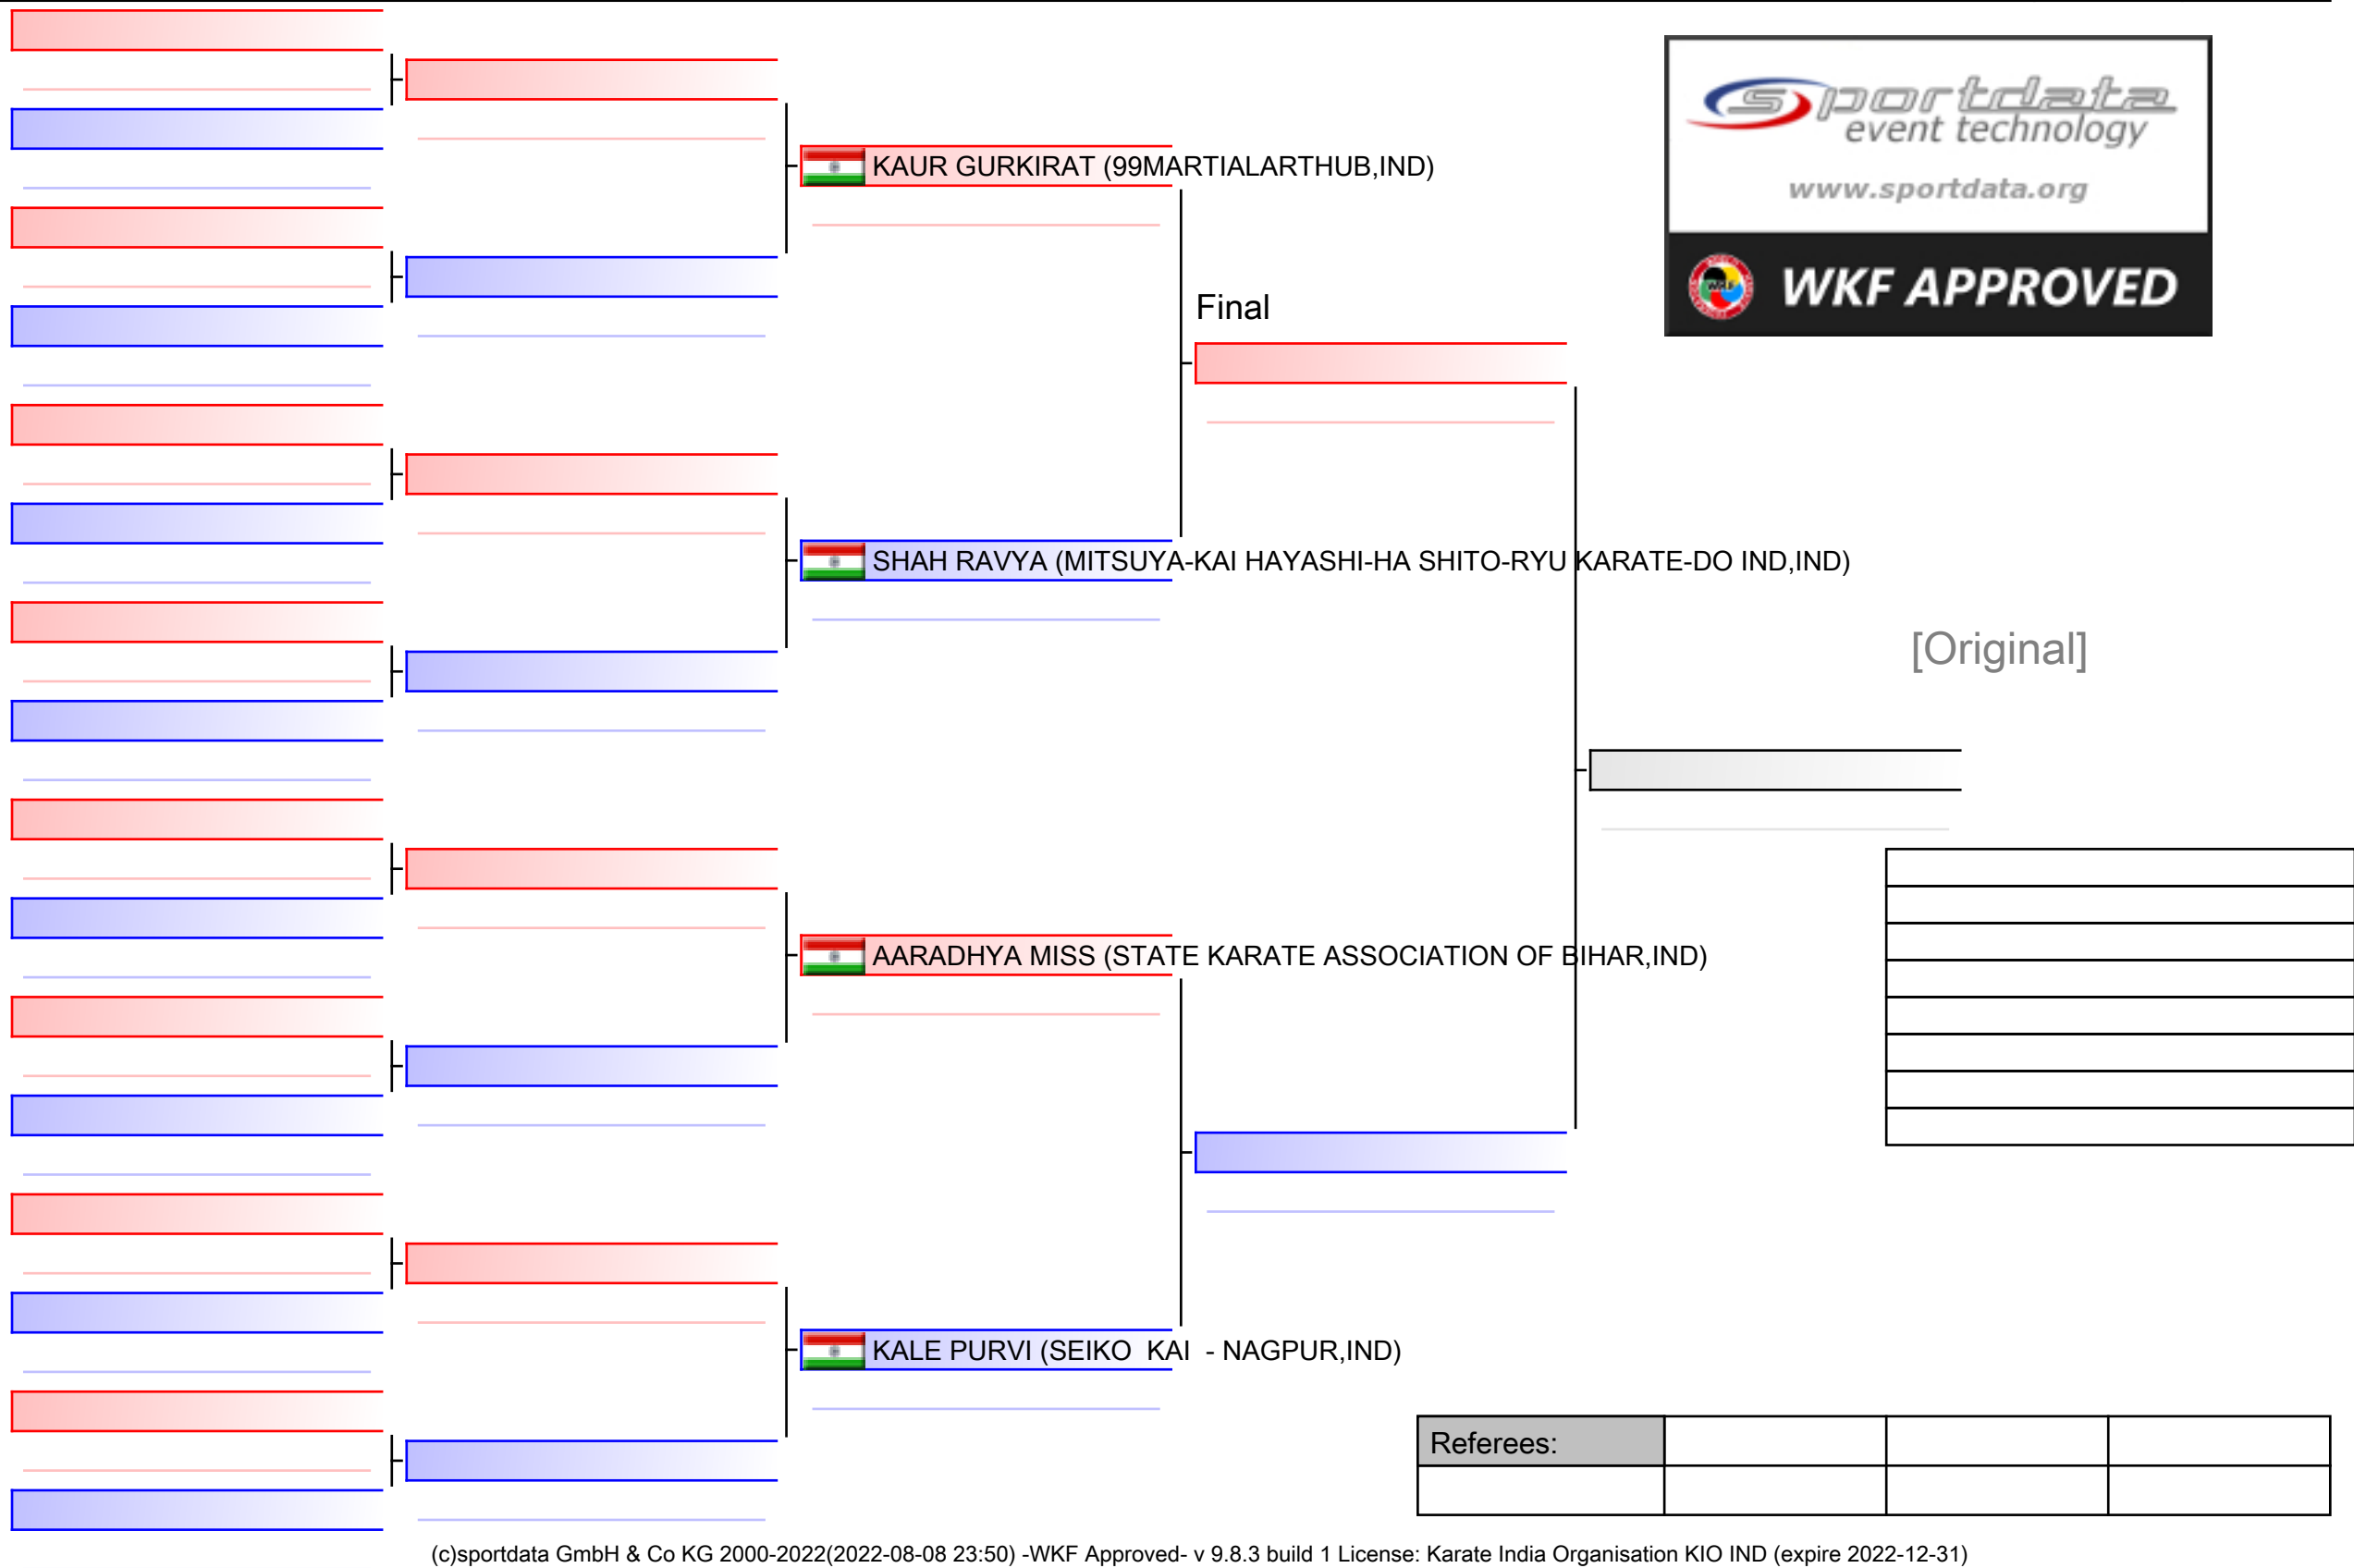 sportdata
event technology
www.sportdata.org
WKF
WKF APPROVED
KAUR GURKIRAT (99MARTIALARTHUB,IND)
Final
SHAH RAVYA (MITSUYA-KAI HAYASHI-HA SHITO-RYU KARATE-DO IND,IND)
[Original]
AARADHYA MISS (STATE KARATE ASSOCIATION OF BIHAR,IND)
KALE PURVI (SEIKO  KAI  - NAGPUR,IND)
Referees:
(c)sportdata GmbH & Co KG 2000-2022(2022-08-08 23:50) -WKF Approved- v 9.8.3 build 1 License: Karate India Organisation KIO IND (expire 2022-12-31)